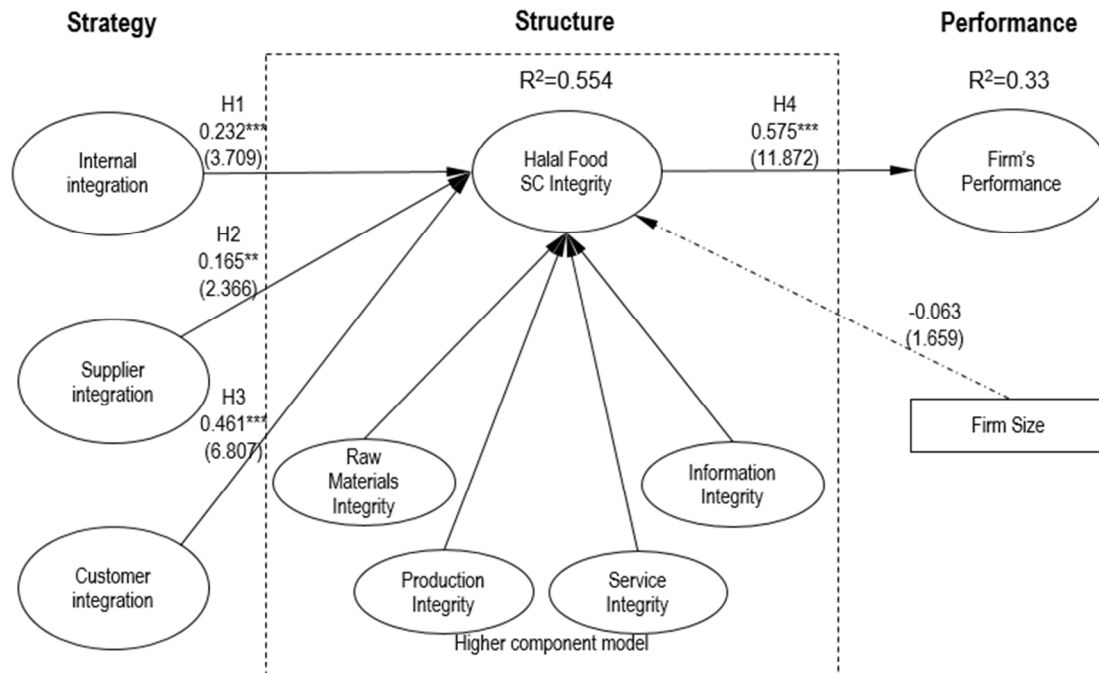 Strategy
Structure
Performance
R²=0.554
R²=0.33
H1
0.232***
(3.709)
H4
0.575***
(11.872)
Internal
integration
Halal Food
SC Integrity
Firm's
Performance
H2
0.165**
(2.366)
-0.063
(1.659)
Supplier
integration
H3
0.461***
(6.807)
Firm Size
Raw
Materials
Integrity
Information
Integrity
Customer
integration
Production
Integrity
Service
Integrity
Higher component model